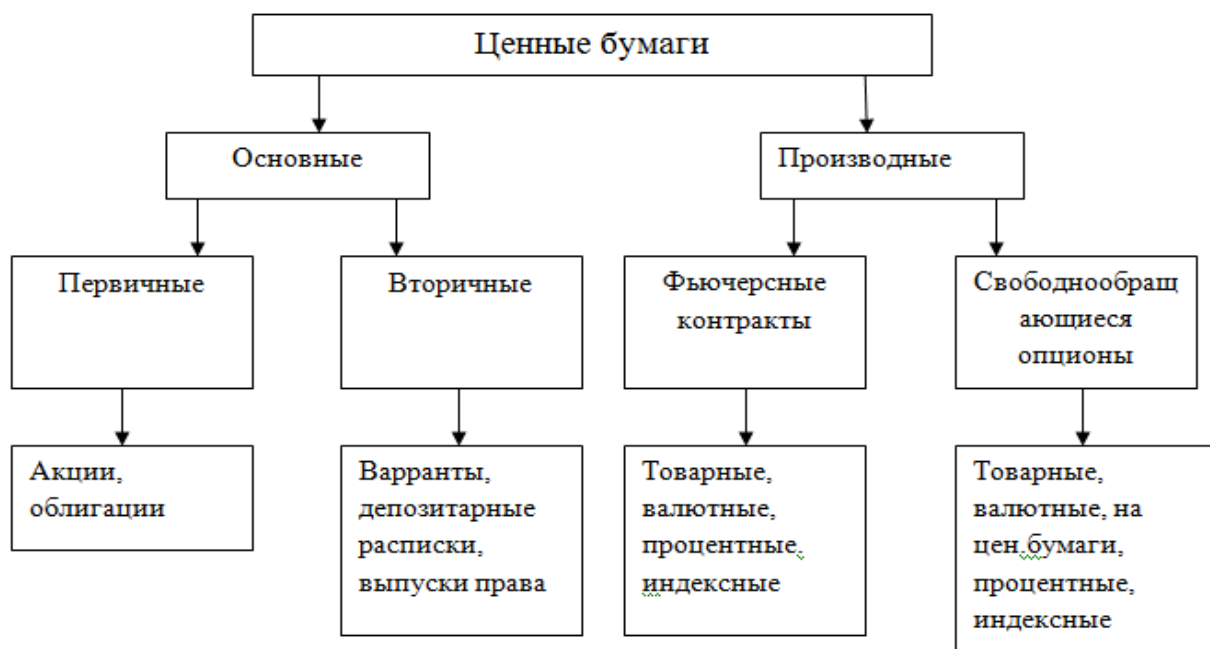 Ценные бумаги
Основные
Производные
Первичные
Вторичные
Фьючерсные
контракты
Свободнообращ
ающиеся
опционы
Акции,
облигации
Варранты,
депозитарные
расписки,
выпуски права
Товарные,
валютные,
процентные,
индексные
Товарные,
валютные, на
цен.бумаги,
процентные,
индексные